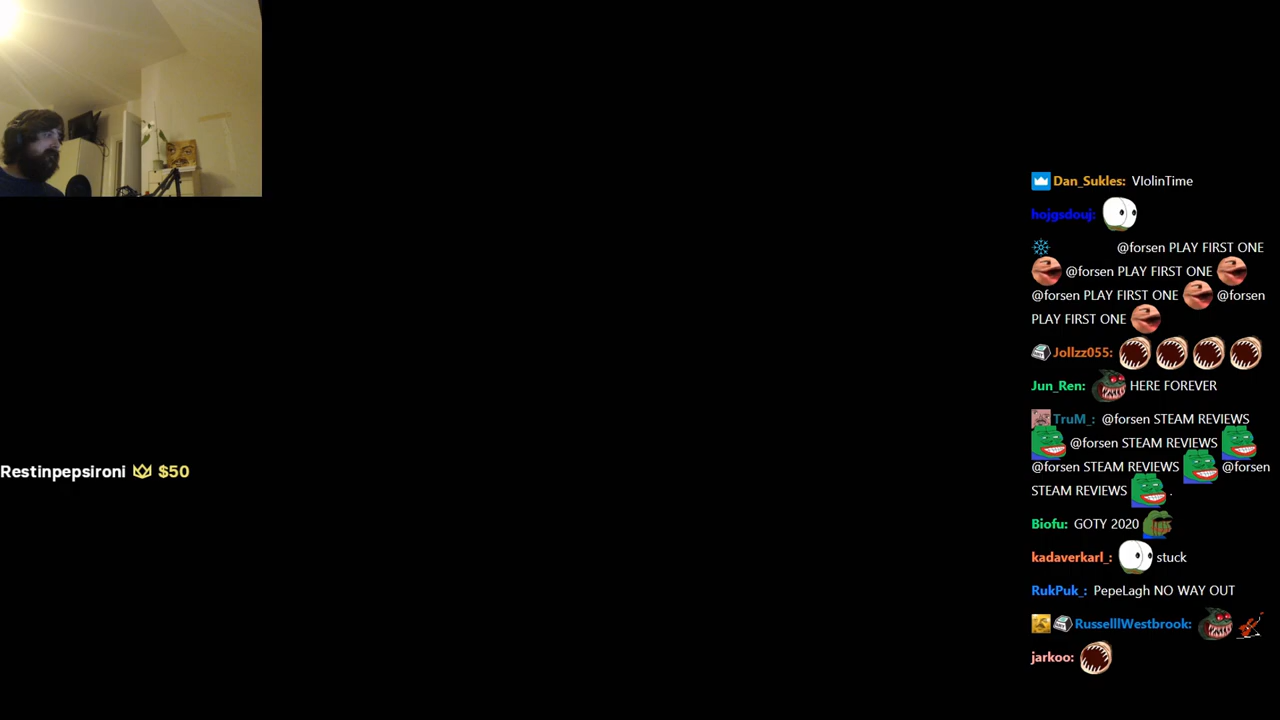 Dan_Sukles: VIolinTime
hojgsdouj:
@forsen PLAY FIRST ONE
@forsen PLAY FIRST ONE
@forsen PLAY FIRST ONE @forsen
PLAY FIRST ONE
Jollzz055:
Jun_Ren: HERE FOREVER
TruM_: @forsen STEAM REVIEWS
@forsen STEAM REVIEWS
@forsen STEAM REVIEWS @forsen
STEAM REVIEWS .
Restinpepsironi $50
Biofu: GOTY 2020
kadaverkarl_: stuck
RukPuk_: PepeLagh NO WAY OUT
RusselllWestbrook:
jarkoo: